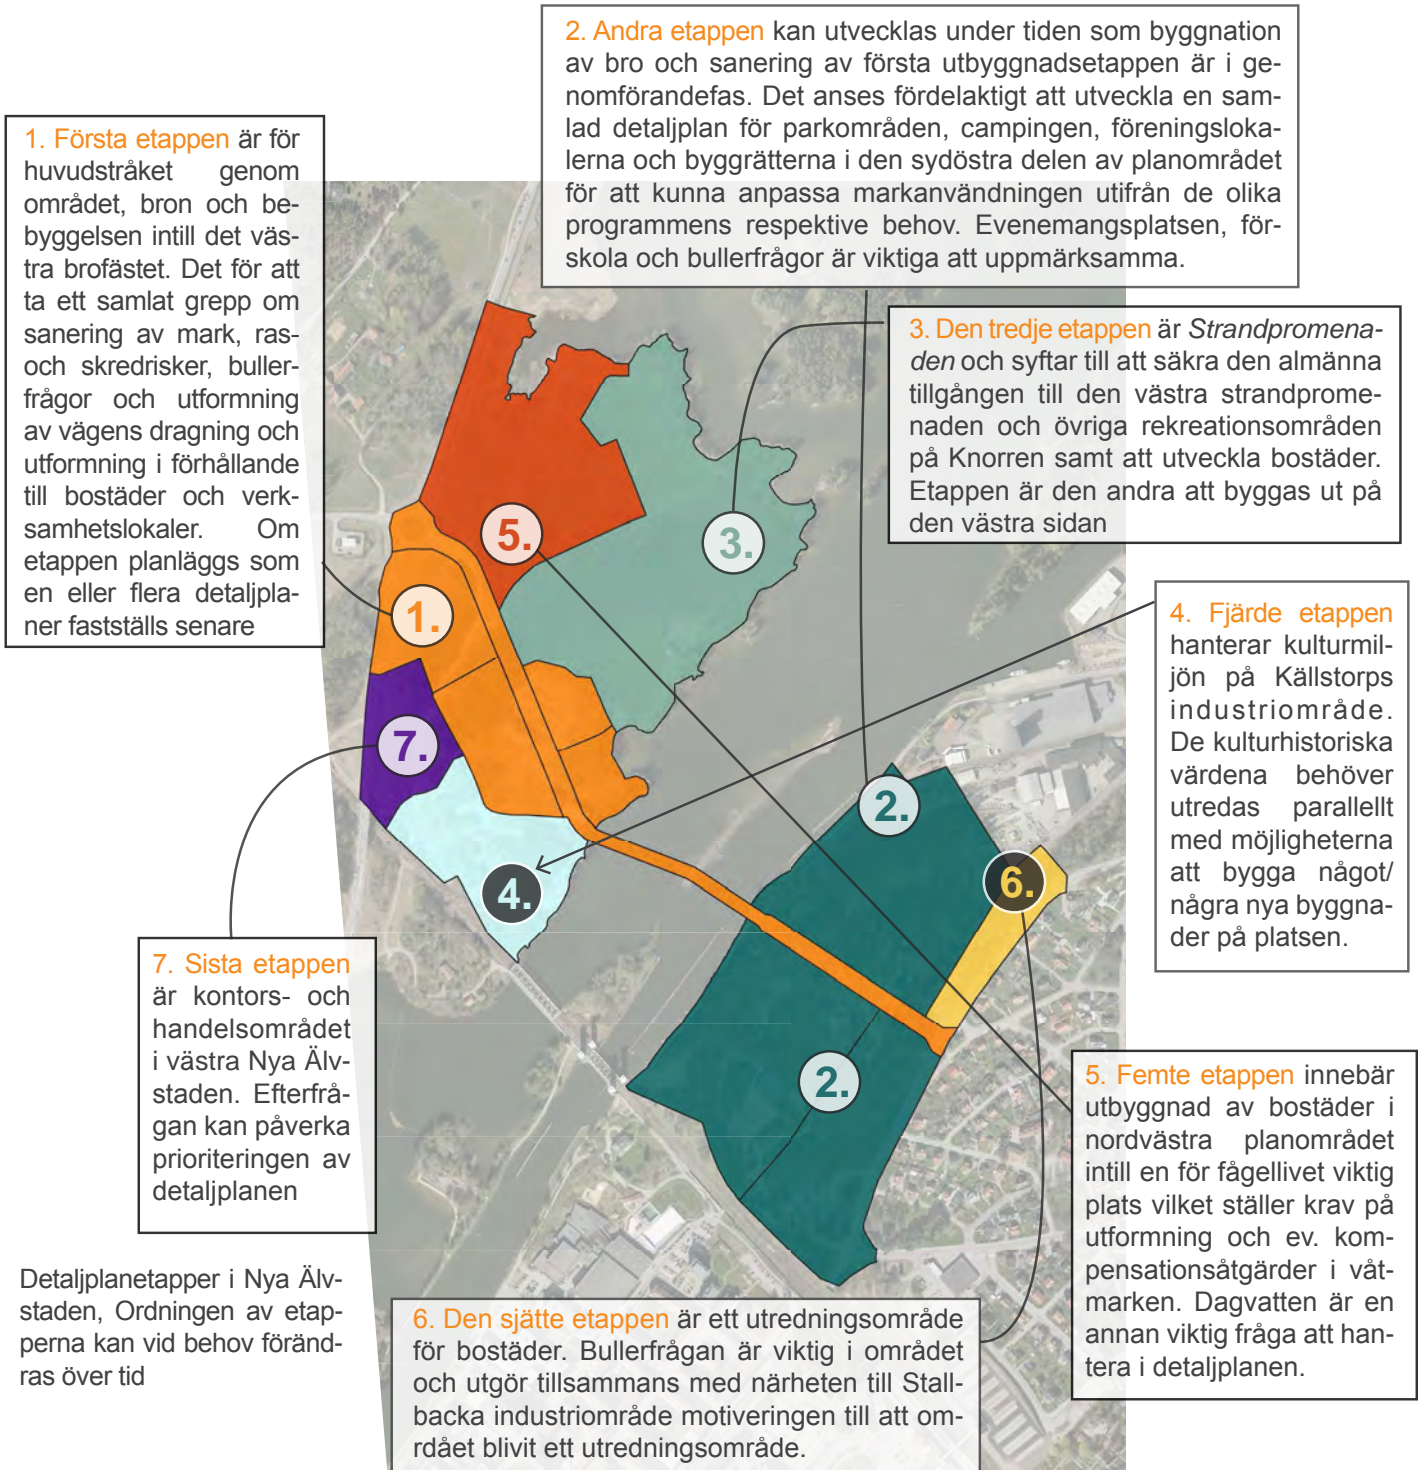 2. Andra etappen kan utvecklas under tiden som byggnation
av bro och sanering av första utbyggnadsetappen är i ge-
nomförandefas. Det anses fördelaktigt att utveckla en sam-
lad detaljplan för parkområden, campingen, föreningsloka-
lerna och byggrätterna i den sydöstra delen av planområdet
för att kunna anpassa markanvändningen utifrån de olika
programmens respektive behov. Evenemangsplatsen, för-
skola och bullerfrågor är viktiga att uppmärksamma.
1. Första etappen är för
huvudstråket genom
området, bron och be-
byggelsen intill det väs-
tra brofästet. Det för att
ta ett samlat grepp om
sanering av mark, ras-
och skredrisker, buller-
frågor och utformning
av vägens dragning och
utformning i förhållande
till bostäder och verk-
samhetslokaler. Om
etappen planläggs som
en eller flera detaljpla-
ner fastställs senare
3. Den tredje etappen är Strandpromena-
den och syftar till att säkra den almänna
tillgången till den västra strandprome-
naden och övriga rekreationsområden
på Knorren samt att utveckla bostäder.
Etappen är den andra att byggas ut på
den västra sidan
5.
3.
1.
7.
4.
2.
6.
2.
4. Fjärde etappen
hanterar kulturmil-
jön på Källstorps
industriområde.
De kulturhistoriska
värdena behöver
utredas parallellt
med möjligheterna
att bygga något/
några nya byggna-
der på platsen.
7. Sista etappen
är kontors- och
handelsområdet
i västra Nya Älv-
staden. Efterfrå-
gan kan påverka
prioriteringen av
detaljplanen
5. Femte etappen innebär
utbyggnad av bostäder i
nordvästra planområdet
intill en för fågellivet viktig
plats vilket ställer krav på
utformning och ev. kom-
pensationsåtgärder i våt-
marken. Dagvatten är en
annan viktig fråga att han-
tera i detaljplanen.
Detaljplanetapper i Nya Älv-
staden, Ordningen av etap-
perna kan vid behov föränd-
ras över tid
6. Den sjätte etappen är ett utredningsområde
för bostäder. Bullerfrågan är viktig i området
och utgör tillsammans med närheten till Stall-
backa industriområde motiveringen till att om-
rdået blivit ett utredningsområde.